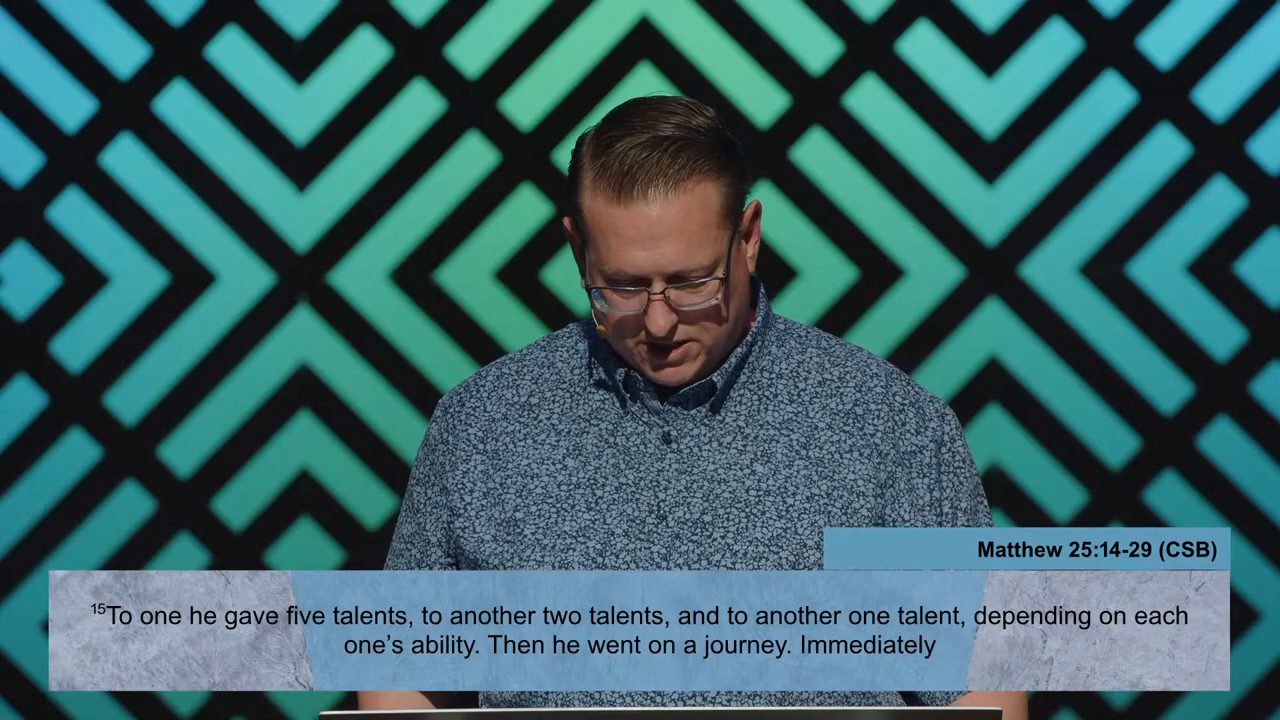 Matthew 25:14-29 (CSB)
15To one he gave five talents, to another two talents, and to another one talent, depending on each
one’s ability. Then he went on a journey. Immediately